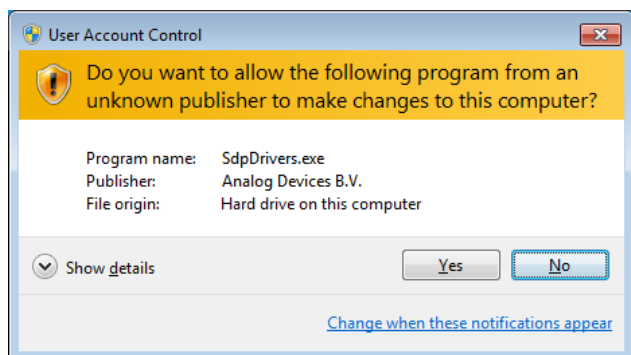 User Account Control
Do you want to allow the following program from an
unknown publisher to make changes to this computer?
Program name: SdpDrivers.exe
Publisher: Analog Devices B.V.
File origin: Hard drive on this computer
Show details
Yes
No
Change when these notifications appear